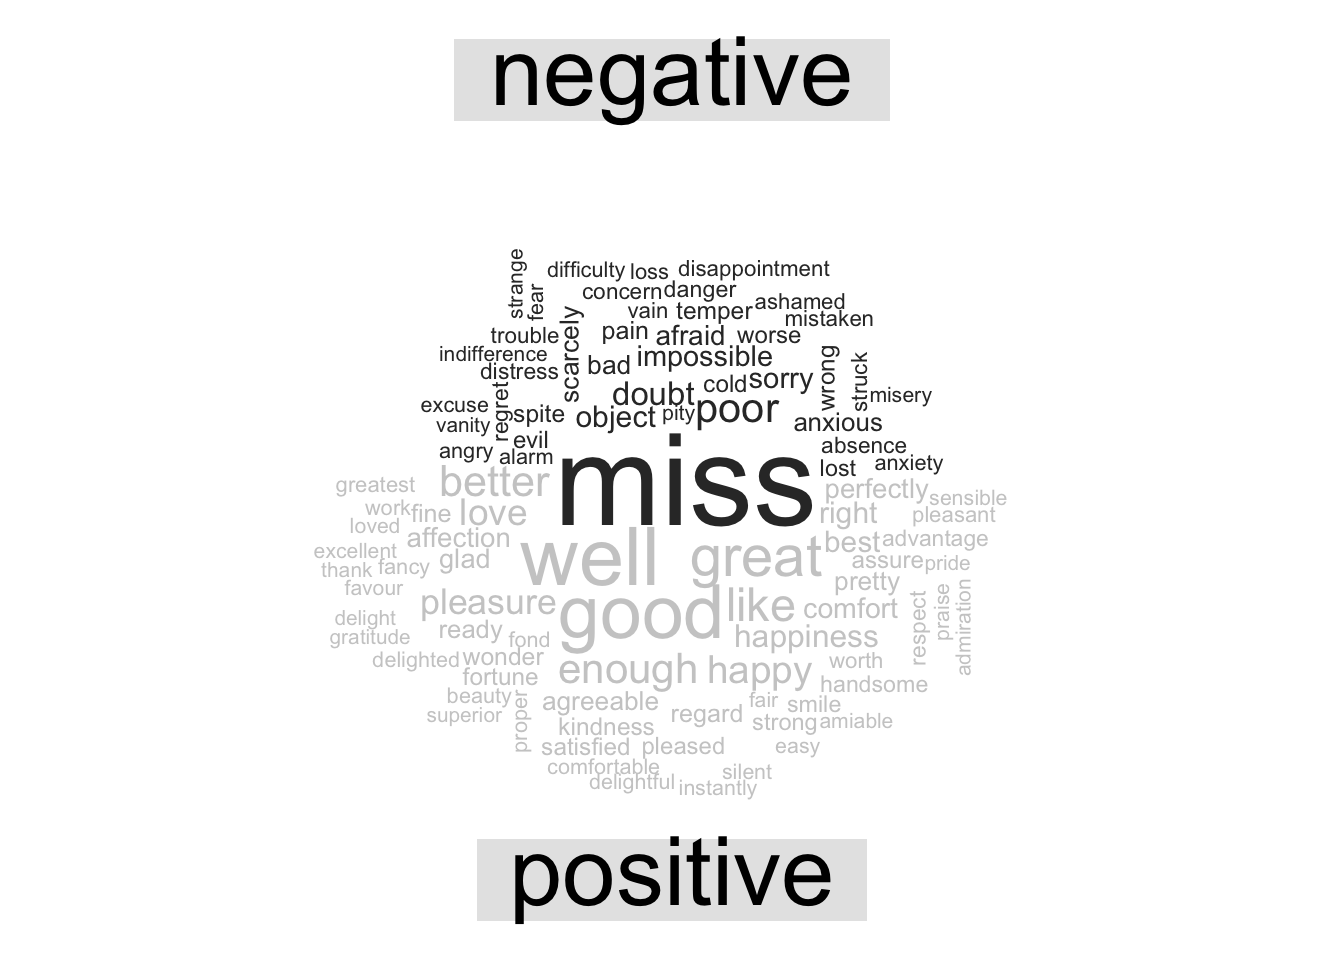 negative
strange
difficulty loss disappointment
fear
concern danger
vain temper ashamed
mistaken
trouble scarcely pain afraid worse
indifference bad impossible wrong struck
distress cold sorry
regret doubt misery
excuse spite object pity poor anxious
vanity evil absence
angry alarm miss lost anxiety
greatest better perfectly sensible
work fine love right pleasant
loved affection best advantage
excellent glad well great assure pride
thank fancy pretty
favour pleasure good like comfort respect praise admiration
delight ready fond happiness
gratitude
delighted wonder enough happy worth
fortune handsome
beauty proper agreeable regard fair smile
superior kindness strong amiable
satisfied pleased easy
comfortable silent
delightful instantly
positive